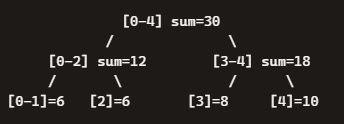 [0-4] sum=30
/ \
[0-2] sum=12 [3-4] sum=18
/ \ / \
[0-1]=6 [2]=6 [3]=8 [4]=10